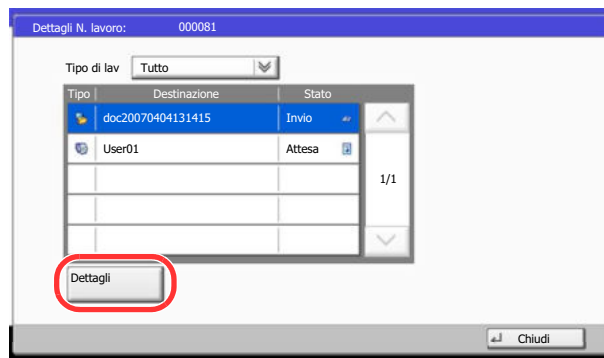 Dettagli N. lavoro: 000081
Tipo di lav Tutto
Tipo Destinazione Stato
doc20070404131415 Invio
User01 Attesa
1/1
Dettagli
Chiudi